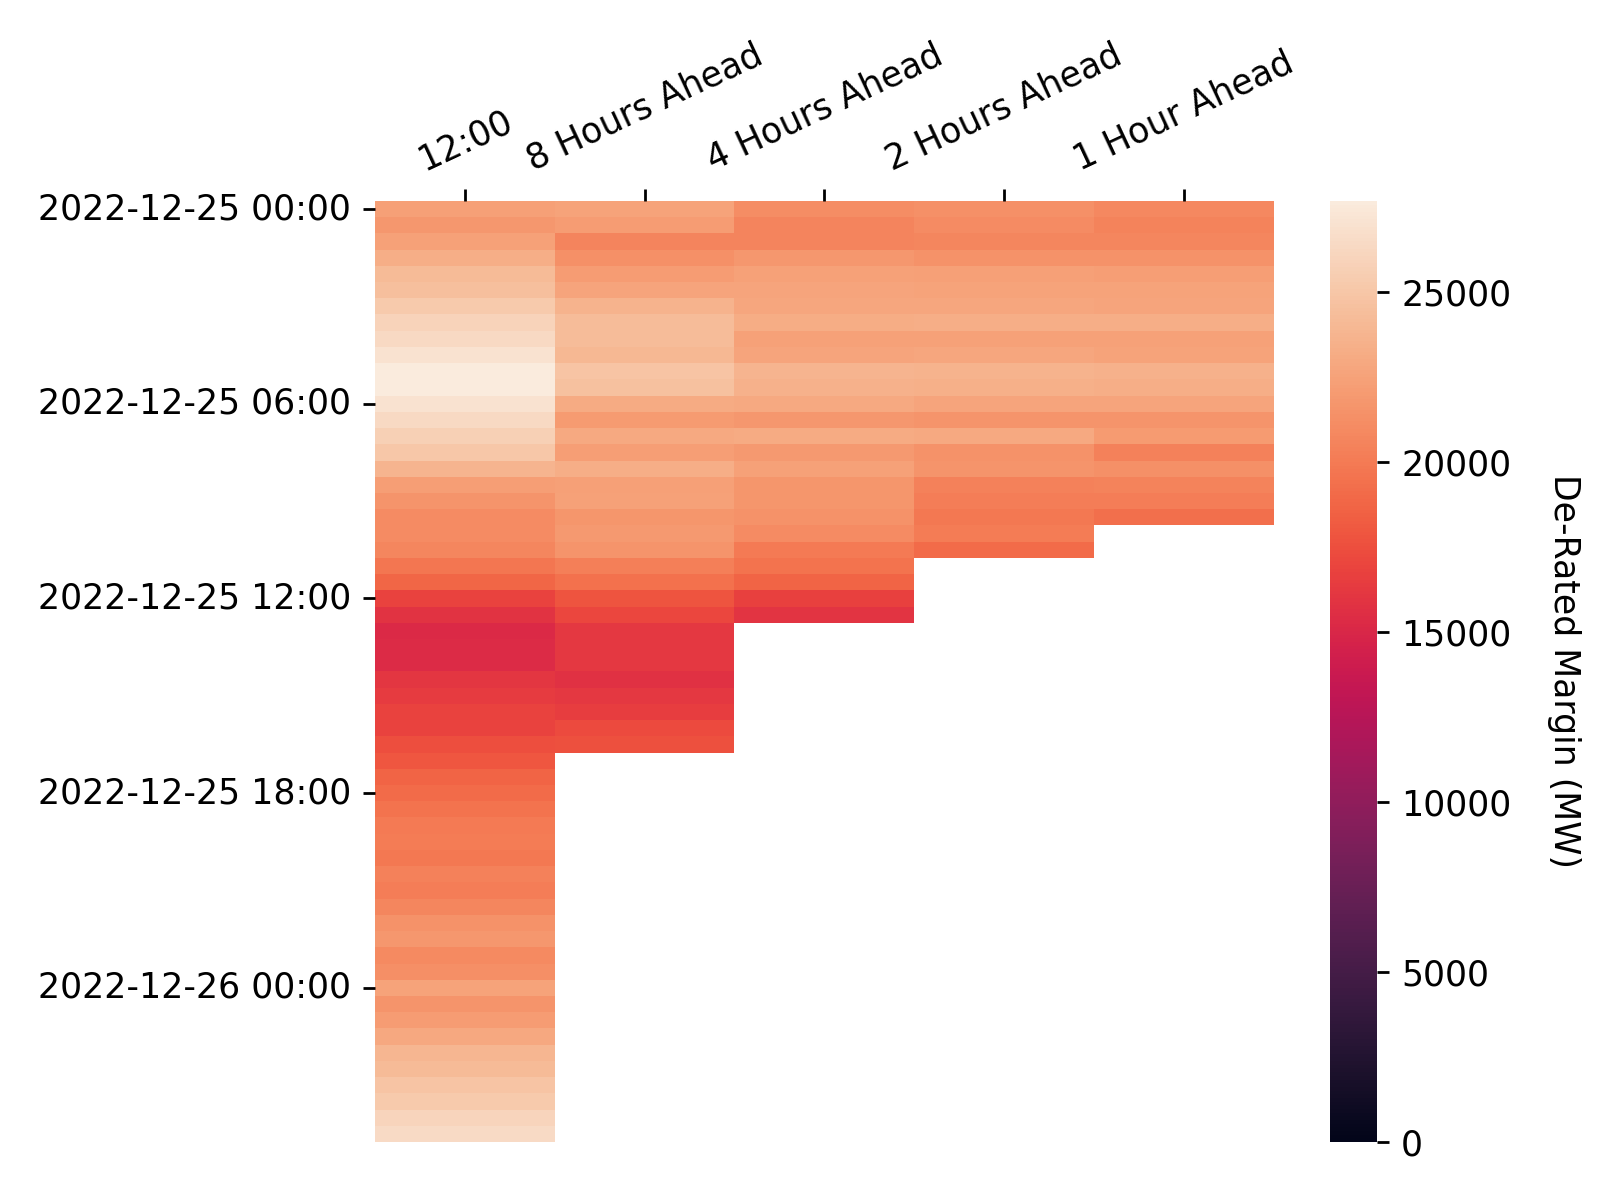 12:00
8 Hours Ahead
4 Hours Ahead
2 Hours Ahead
1 Hour Ahead
2022-12-25 00:00
2022-12-25 06:00
2022-12-25 12:00
2022-12-25 18:00
2022-12-26 00:00
25000
20000
15000
10000
5000
0
De-Rated Margin (MW)